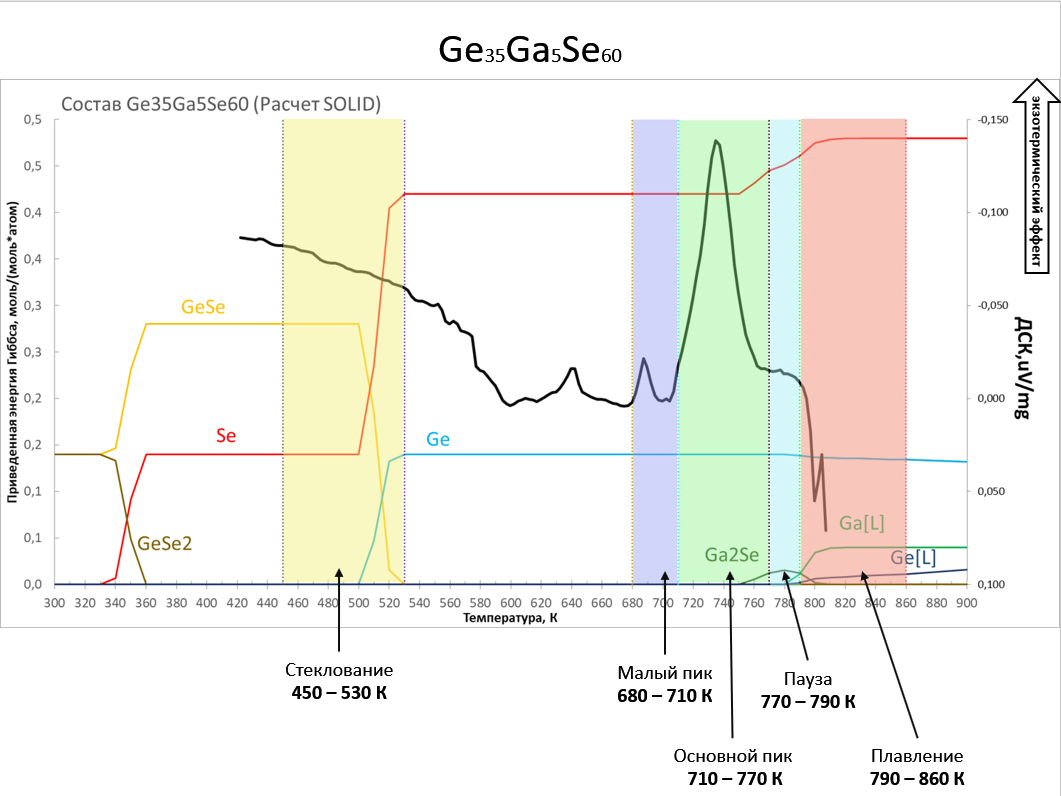 Ge35Ga5Se60
Состав Ge35Ga5Se60 (Расчет SOLID)
экзотермический эффект
Приведенная энергия Гиббса, моль/(моль*атом)
0,5
0,5
0,4
0,4
0,3
0,3
0,2
0,2
0,1
0,1
0,0
-0,150
-0,100
-0,050
0,000
0,050
0,100
ДСК,uV/mg
GeSe
Se
Ge
GeSe2
Ga2Se
Ga[L]
Ge[L]
300 320 340 360 380 400 420 440 460 480 500 520 540 560 580 600 620 640 660 680 700 720 740 760 780 800 820 840 860 880 900
Температура, К
Стеклование
450 – 530 К
Малый пик
680 – 710 К
Пауза
770 – 790 К
Основной пик
710 – 770 К
Плавление
790 – 860 К